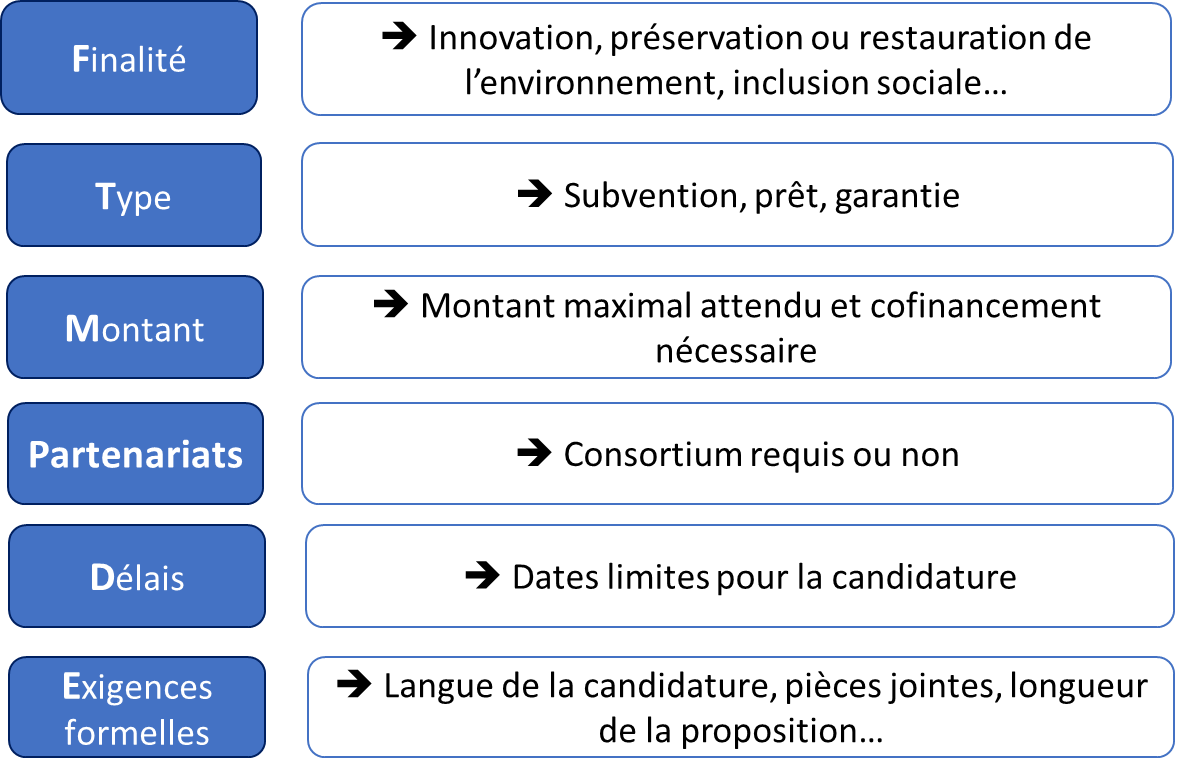 Finalité
➔ Innovation, préservation ou restauration de
l’environnement, inclusion sociale…
Type
➔ Subvention, prêt, garantie
Montant
➔ Montant maximal attendu et cofinancement
nécessaire
Partenariats
➔ Consortium requis ou non
Délais
➔ Dates limites pour la candidature
Exigences
formelles
➔ Langue de la candidature, pièces jointes, longueur
de la proposition…